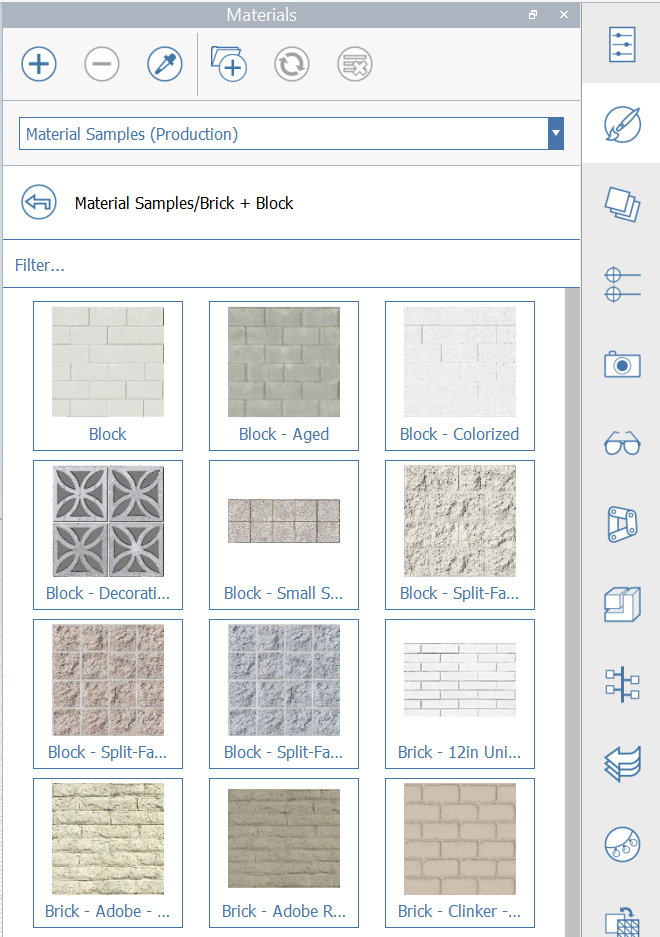 Materials
Material Samples (Production)
Material Samples/Brick + Block
Filter...
Block
Block - Aged
Block - Colorized
Block - Decorati...
Block - Small S...
Block - Split-Fa...
Block - Split-Fa...
Block - Split-Fa...
Brick - 12in Uni...
Brick - Adobe - ...
Brick - Adobe R...
Brick - Clinker -...